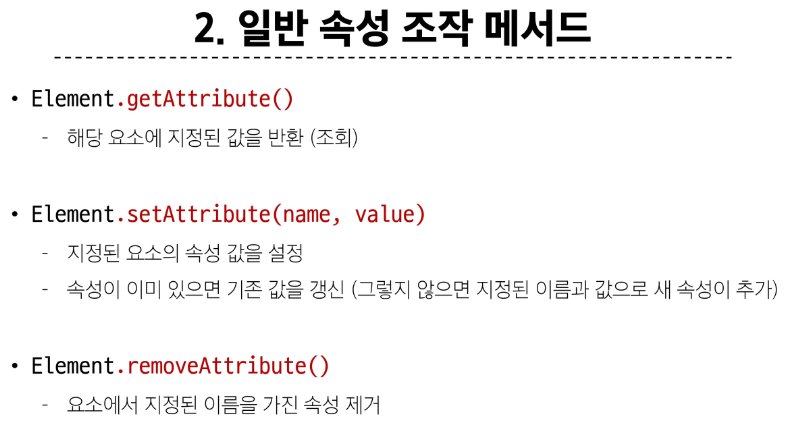 2. 일반 속성 조작 메서드
• Element.getAttribute()
- 해당 요소에 지정된 값을 반환 (조회)
• Element.setAttribute(name, value)
- 지정된 요소의 속성 값을 설정
- 속성이 이미 있으면 기존 값을 갱신 (그렇지 않으면 지정된 이름과 값으로 새 속성이 추가)
• Element.removeAttribute()
- 요소에서 지정된 이름을 가진 속성 제거